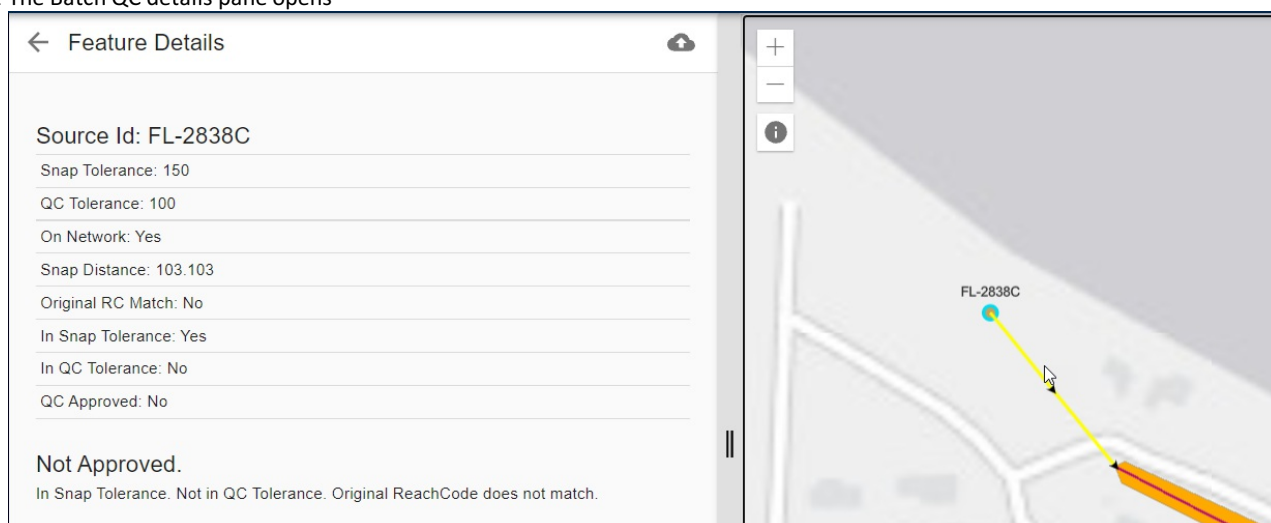 The Batch QC details pane opens
Feature Details
Source Id: FL-2838C
Snap Tolerance: 150
QC Tolerance: 100
On Network: Yes
Snap Distance: 103.103
Original RC Match: No
In Snap Tolerance: Yes
In QC Tolerance: No
QC Approved: No
Not Approved.
In Snap Tolerance. Not in QC Tolerance. Original ReachCode does not match.
FL-2838C